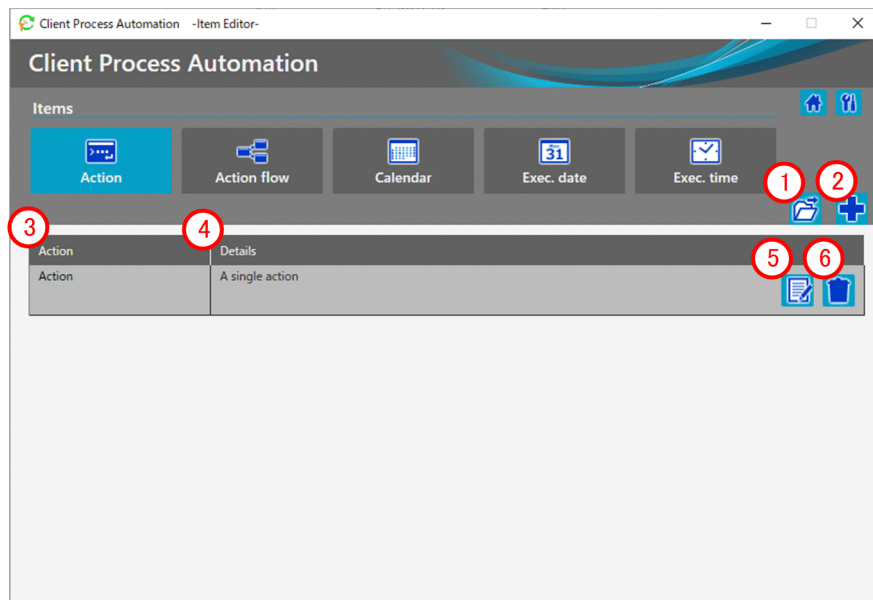 Client Process Automation -Item Editor-
Client Process Automation
Items
Action
Action flow
Calendar
31
Exec. date
Exec. time
1
2
3
4
Action
Details
5
6
Action
A single action